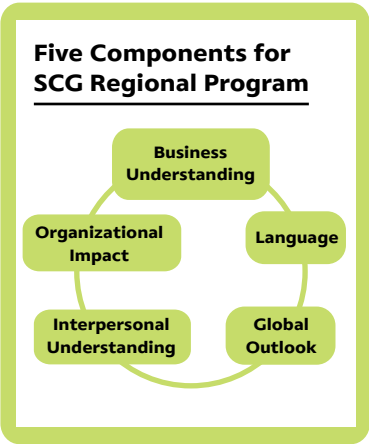 Five Components for
SCG Regional Program
Business
Understanding
Organizational
Impact
Language
Interpersonal
Understanding
Global
Outlook